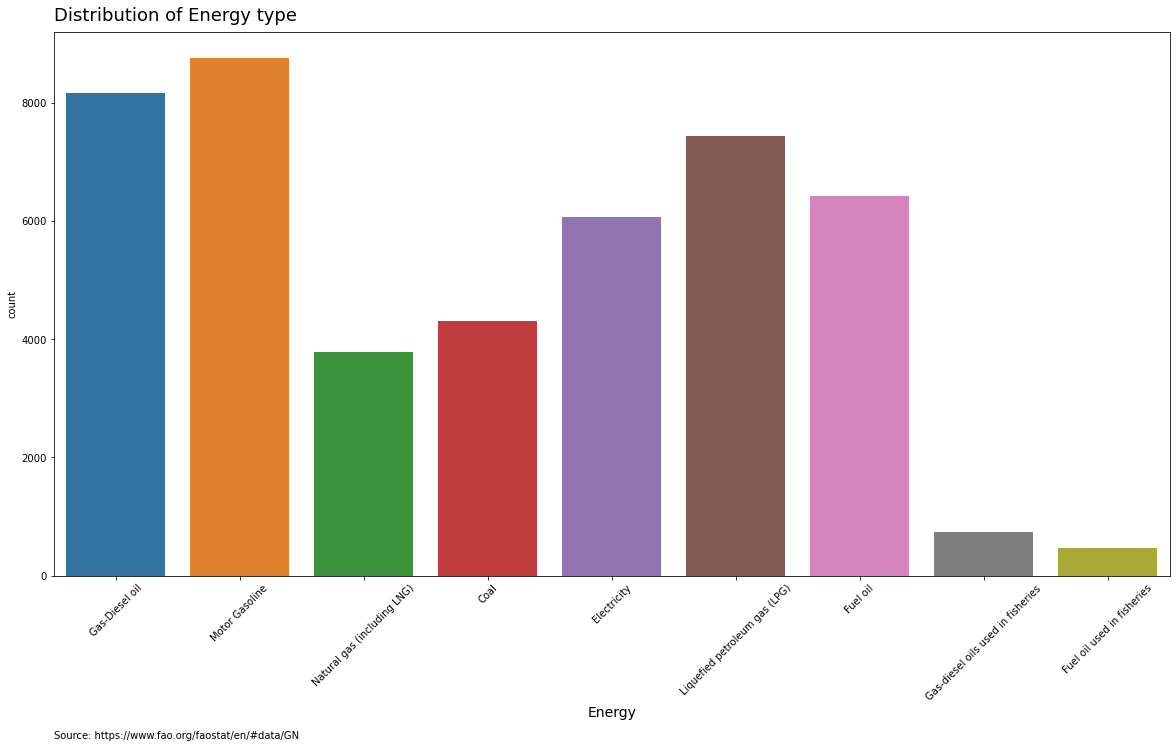 Distribution of Energy type
8000
6000
4000
2000
0
count
Gas-Diesel oil
Motor Gasoline
Natural gas (including LNG)
Coal
Electricity
Liquefied petroleum gas (LPG)
Fuel oil
Gas-diesel oils used in fisheries
Fuel oil used in fisheries
Energy
Source: https://www.fao.org/faostat/en/#data/GN